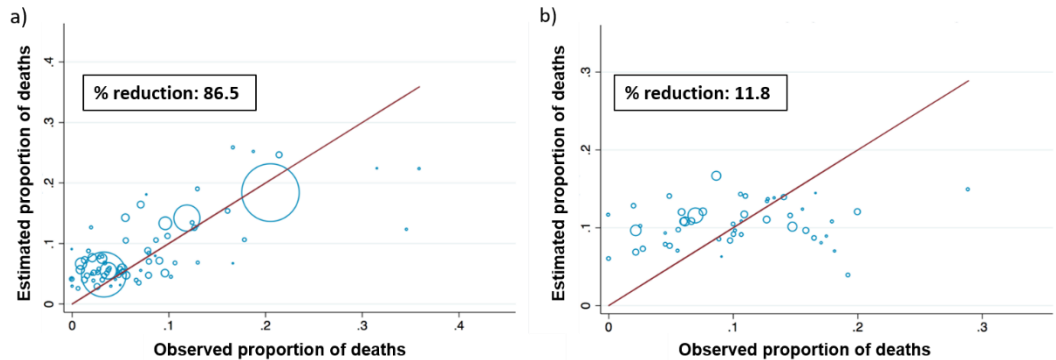 a)
Estimated proportion of deaths
.4
.3
.2
.1
0
% reduction: 86.5
0
.1
.2
.3
.4
Observed proportion of deaths
b)
Estimated proportion of deaths
.3
.2
.1
0
% reduction: 11.8
0
.1
.2
.3
Observed proportion of deaths